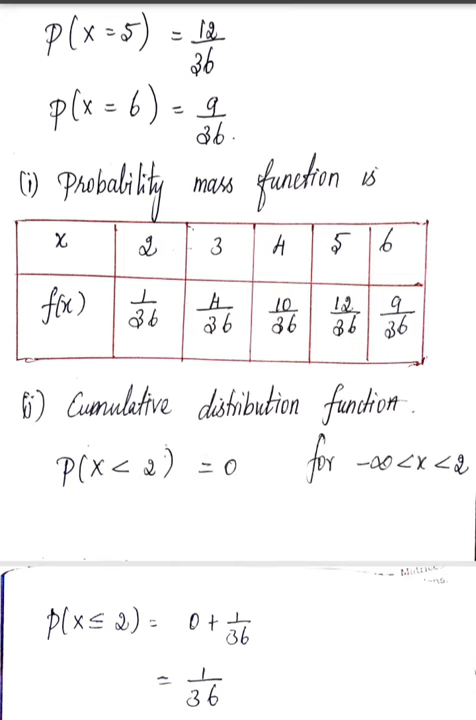 P(x = 5) = 12/36
P(x = 6) = 9/36.
(i) Probability mass function is
x 2 3 4 5 6
f(x) 1/36 4/36 10/36 12/36 9/36
(ii) Cumulative distribution function.
P(X < 2) = 0 for -∞ < x < 2
P(x ≤ 2) = 0 + 1/36
= 1/36